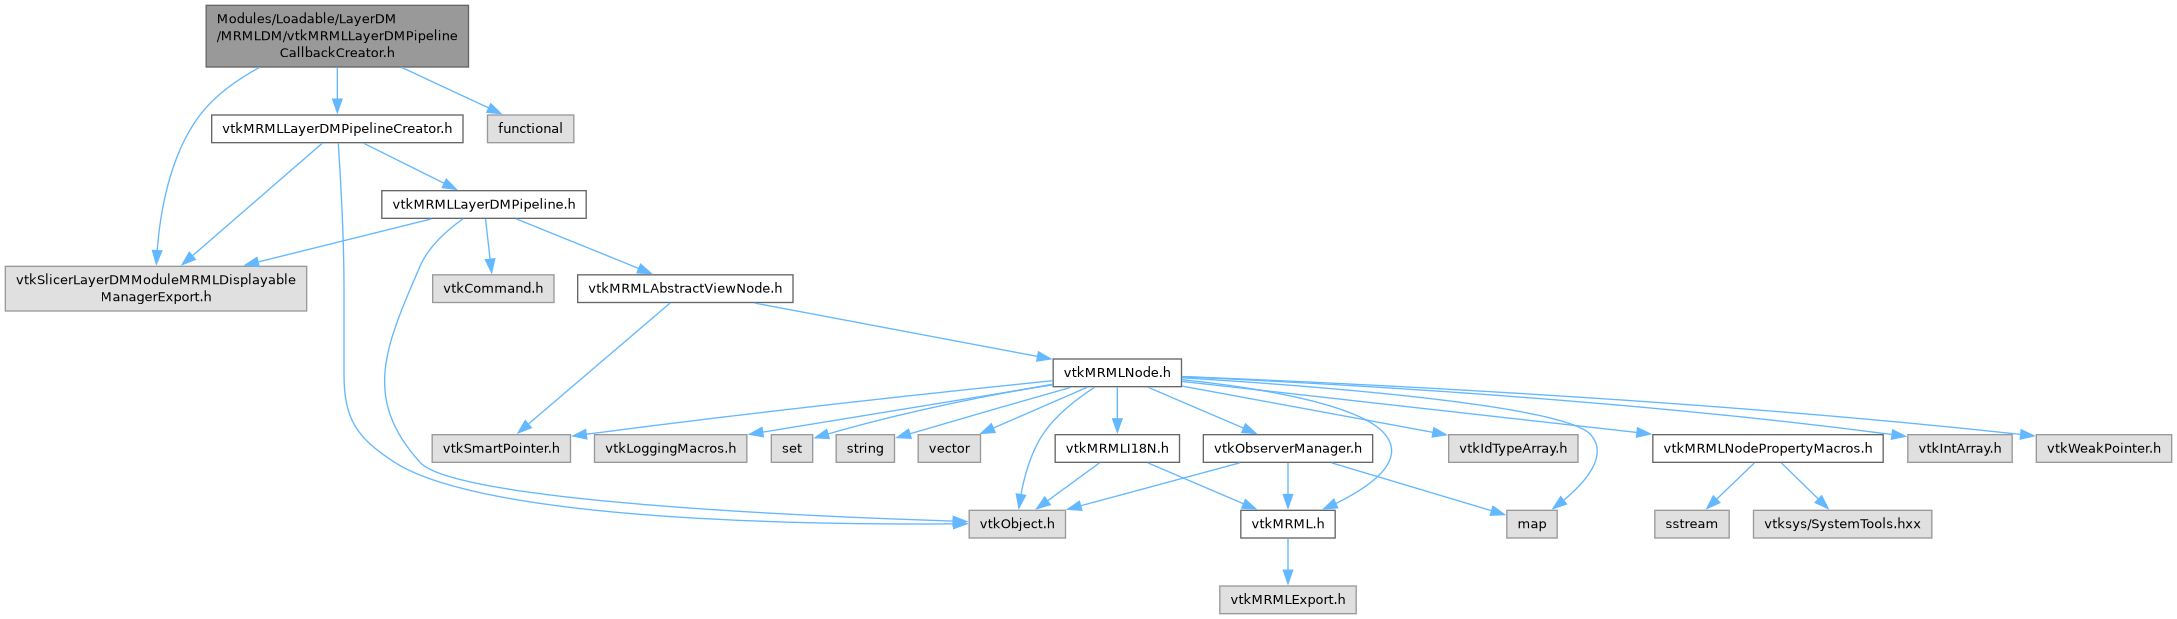 Modules/Loadable/LayerDM
/MRMLDM/vtkMRMLLayerDMPipeline
CallbackCreator.h
vtkMRMLLayerDMPipelineCreator.h
functional
vtkMRMLLayerDMPipeline.h
vtkSlicerLayerDMModuleMRMLDisplayable
ManagerExport.h
vtkCommand.h
vtkMRMLAbstractViewNode.h
vtkMRMLNode.h
vtkSmartPointer.h
vtkLoggingMacros.h
set
string
vector
vtkMRMLI18N.h
vtkObserverManager.h
vtkIdTypeArray.h
vtkMRMLNodePropertyMacros.h
vtkIntArray.h
vtkWeakPointer.h
vtkObject.h
vtkMRML.h
map
sstream
vtksys/SystemTools.hxx
vtkMRMLExport.h